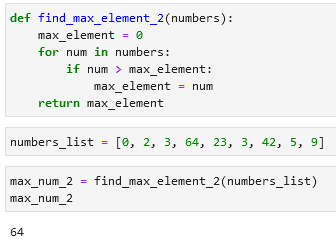 def find_max_element_2(numbers):
    max_element = 0
    for num in numbers:
        if num > max_element:
            max_element = num
    return max_element
numbers_list = [0, 2, 3, 64, 23, 3, 42, 5, 9]
max_num_2 = find_max_element_2(numbers_list)
max_num_2
64